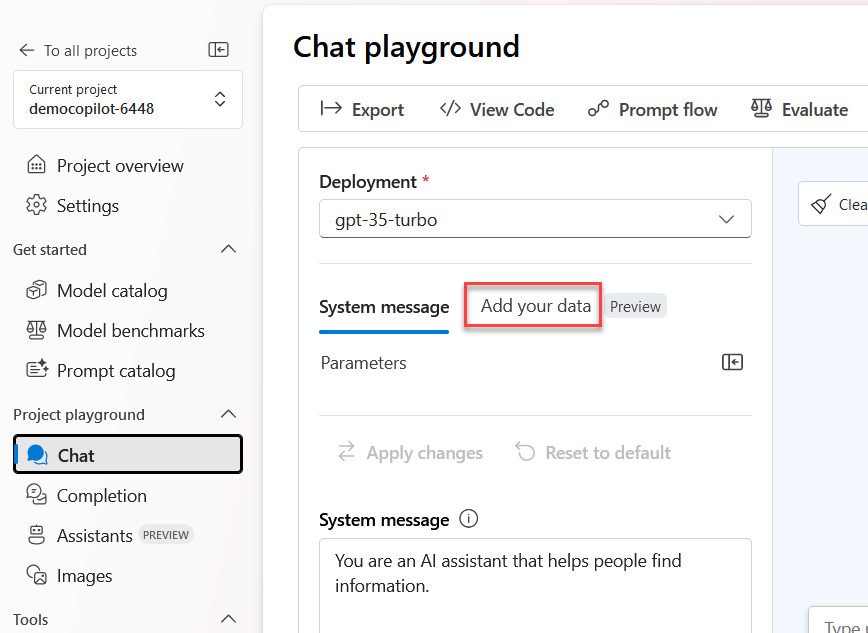 To all projects
Current project
democopilot-6448
Project overview
Settings
Get started
Model catalog
Model benchmarks
Prompt catalog
Project playground
Chat
Completion
Assistants PREVIEW
Images
Tools
Chat playground
Export View Code Prompt flow Evaluate
Deployment *
gpt-35-turbo
System message Add your data Preview
Parameters
Apply changes Reset to default
System message
You are an AI assistant that helps people find
information.
Clea
Type